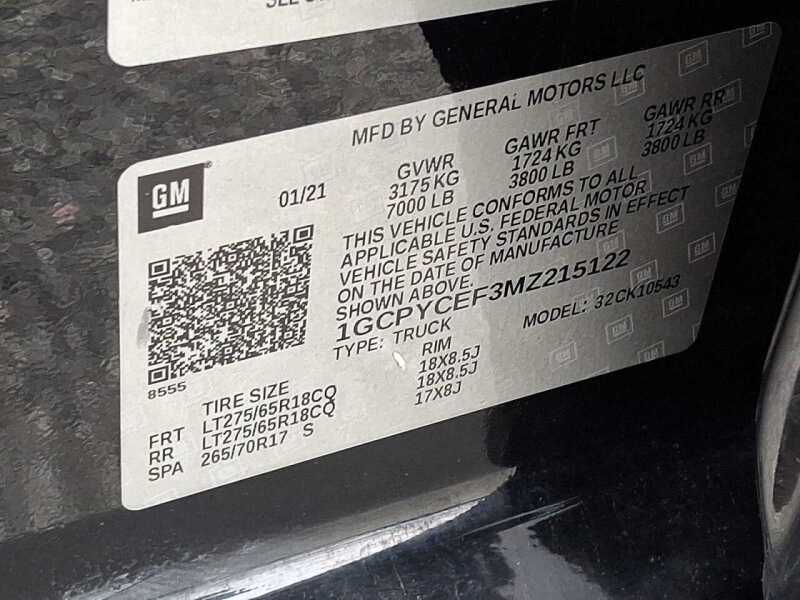 MFD BY GENERAL MOTORS LLC
GM
01/21
GVWR
3175 KG
7000 LB
GAWR FRT
1724 KG
3800 LB
GAWR RR
1724 KG
3800 LB
THIS VEHICLE CONFORMS TO ALL
APPLICABLE U.S. FEDERAL MOTOR
VEHICLE SAFETY STANDARDS IN EFFECT
ON THE DATE OF MANUFACTURE
SHOWN ABOVE.
1GCPYCEF3MZ215122
TYPE: TRUCK
MODEL: 32CK10543
8555
TIRE SIZE
RIM
FRT LT275/65R18CQ 18X8.5J
RR LT275/65R18CQ 18X8.5J
SPA 265/70R17 S 17X8J